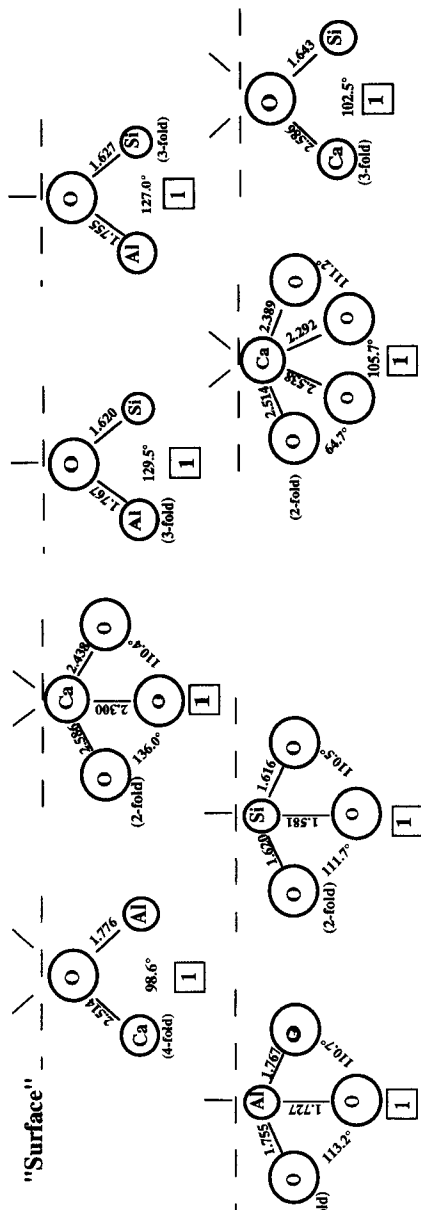 "Surface"
O
2.514
1.776
Ca
Al
(4-fold)
98.6°
1
Ca
2.586
2.300
2.438
O
O
O
(2-fold)
136.0°
110.4°
1
O
1.767
1.620
Al
Si
(3-fold)
129.5°
1
O
1.755
1.627
Al
Si
(3-fold)
127.0°
1
Al
1.755
1.727
1.767
O
O
old)
113.2°
110.7°
1
Si
1.620
1.581
1.616
O
O
O
(2-fold)
111.7°
110.5°
1
Ca
2.514
2.538
2.292
2.389
O
O
O
O
(2-fold)
64.7°
105.7°
111.2°
1
O
2.586
1.643
Ca
Si
(3-fold)
102.5°
1